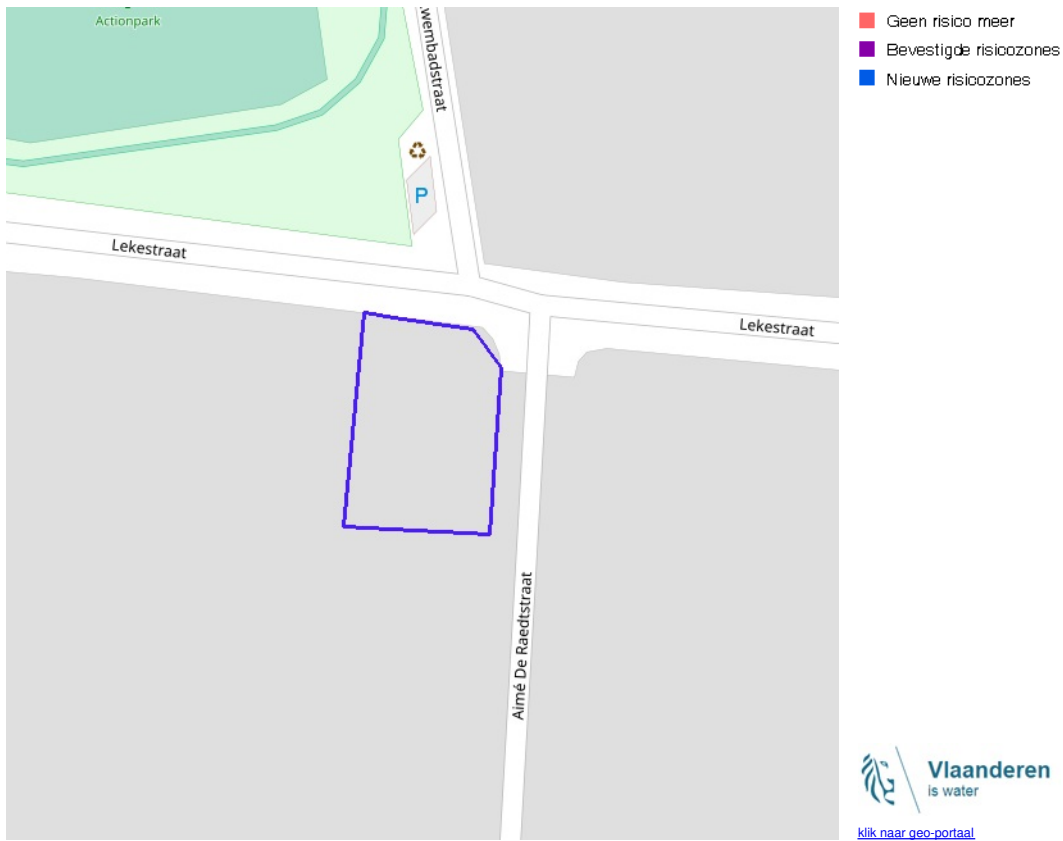 Actionpark
wembadstraat
P
Lekestraat
Lekestraat
Aimé De Raedtstraat
Geen risico meer
Bevestigde risicozones
Nieuwe risicozones
Vlaanderen
is water
klik naar geo-portaal